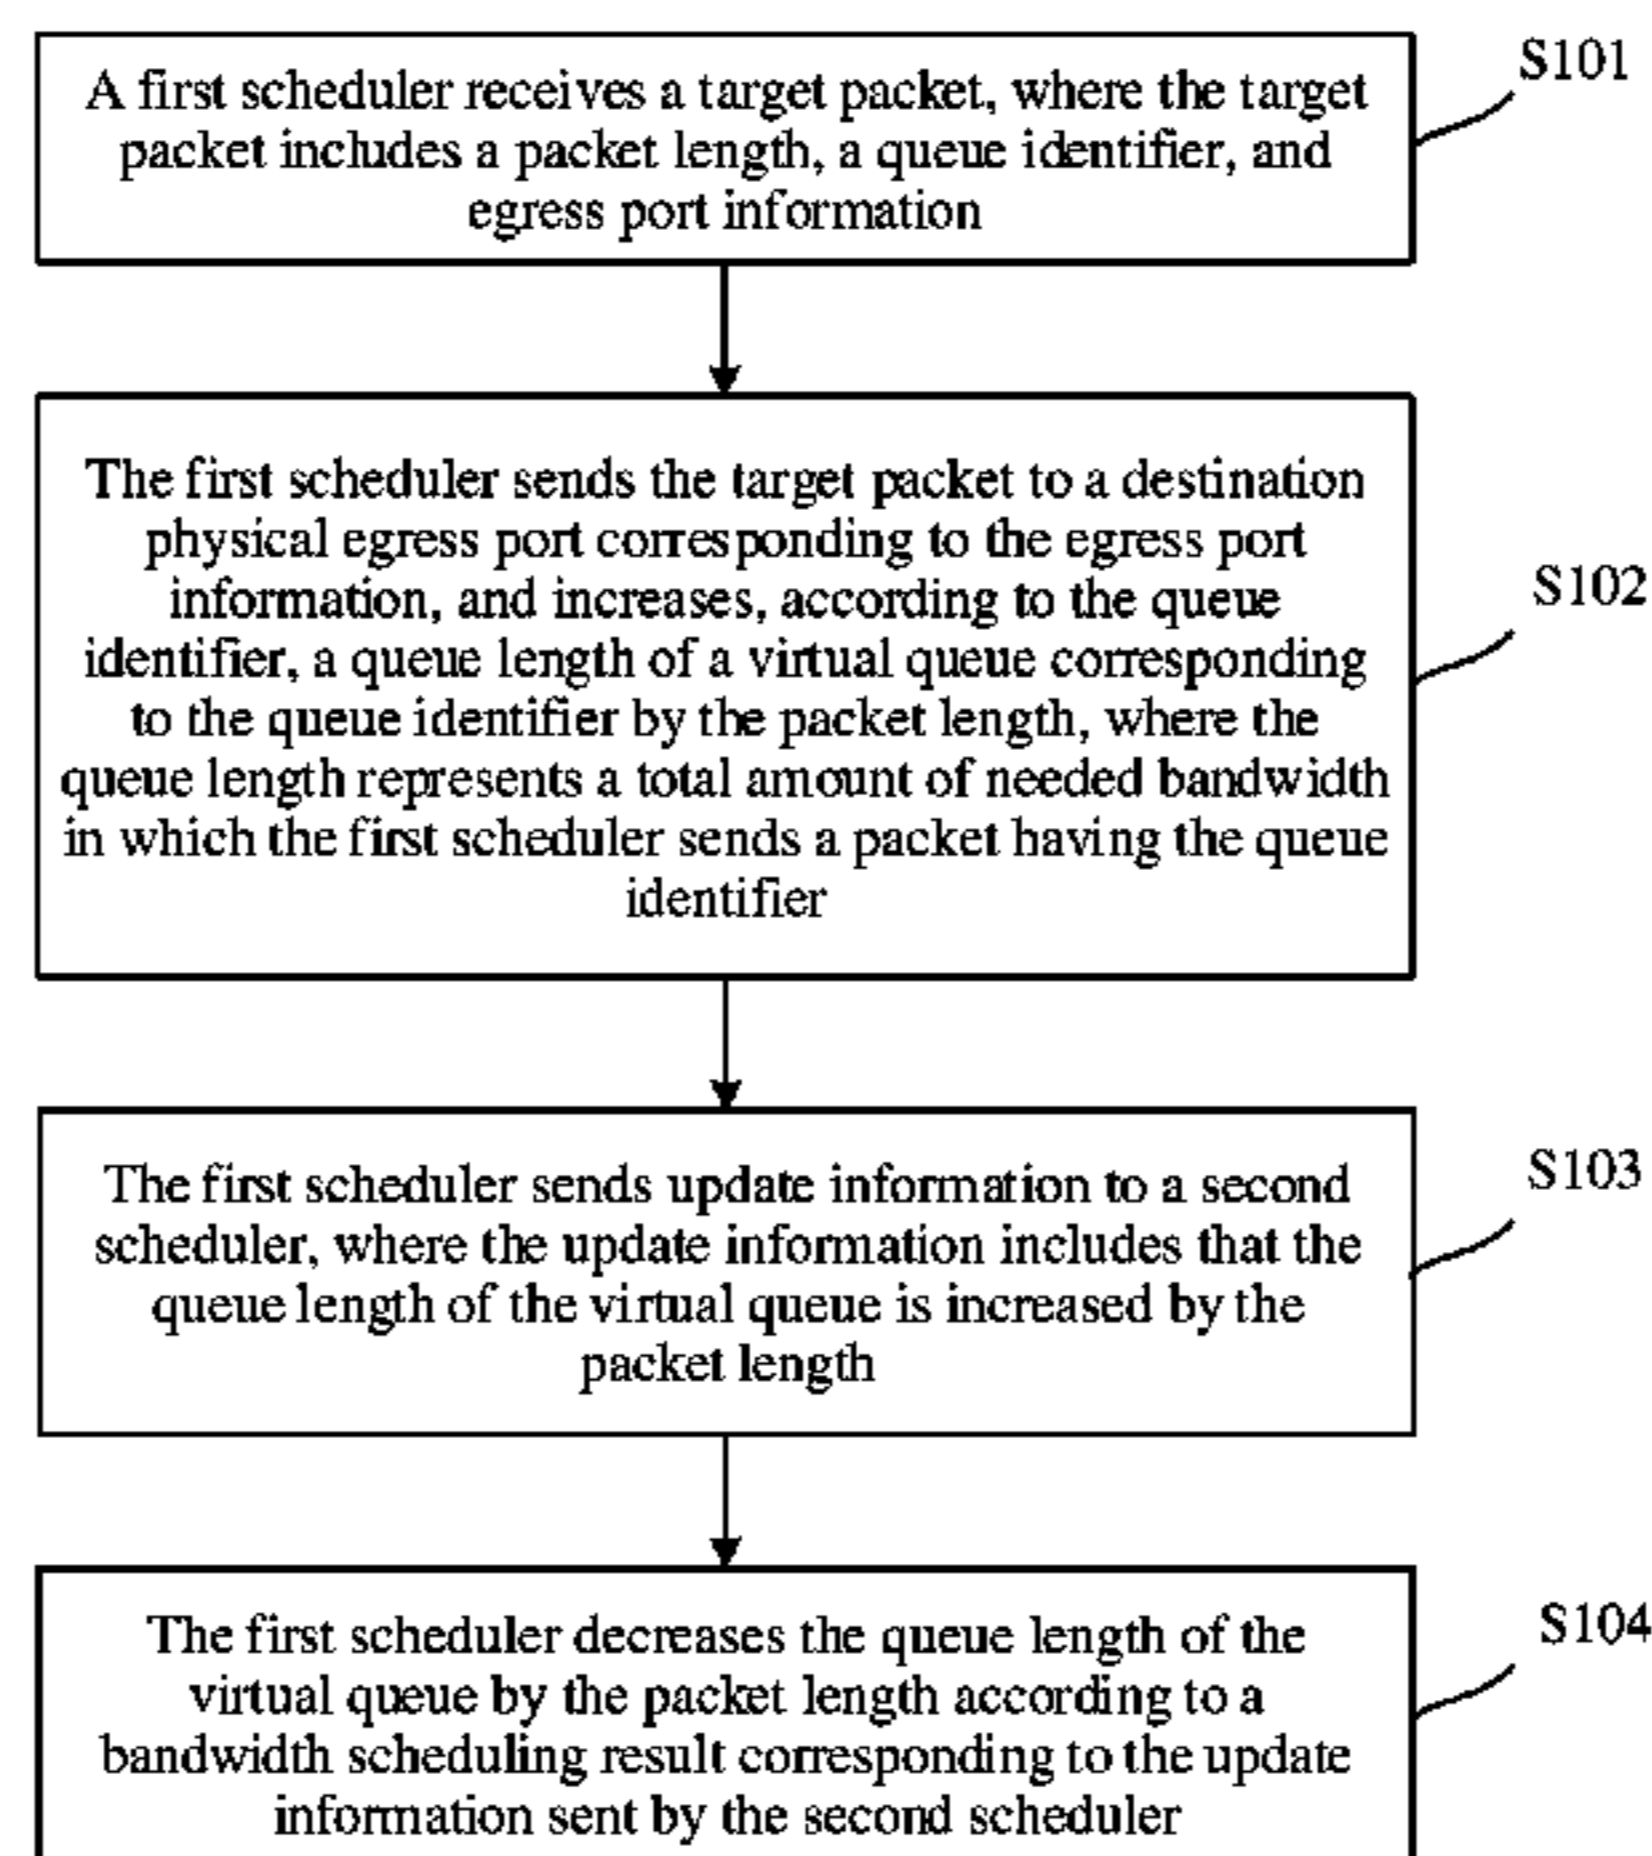 A first scheduler receives a target packet, where the target
packet includes a packet length, a queue identifier, and
egress port information
S101
The first scheduler sends the target packet to a destination
physical egress port corresponding to the egress port
information, and increases, according to the queue
identifier, a queue length of a virtual queue corresponding
to the queue identifier by the packet length, where the
queue length represents a total amount of needed bandwidth
in which the first scheduler sends a packet having the queue
identifier
S102
The first scheduler sends update information to a second
scheduler, where the update information includes that the
queue length of the virtual queue is increased by the
packet length
S103
The first scheduler decreases the queue length of the
virtual queue by the packet length according to a
bandwidth scheduling result corresponding to the update
information sent by the second scheduler
S104